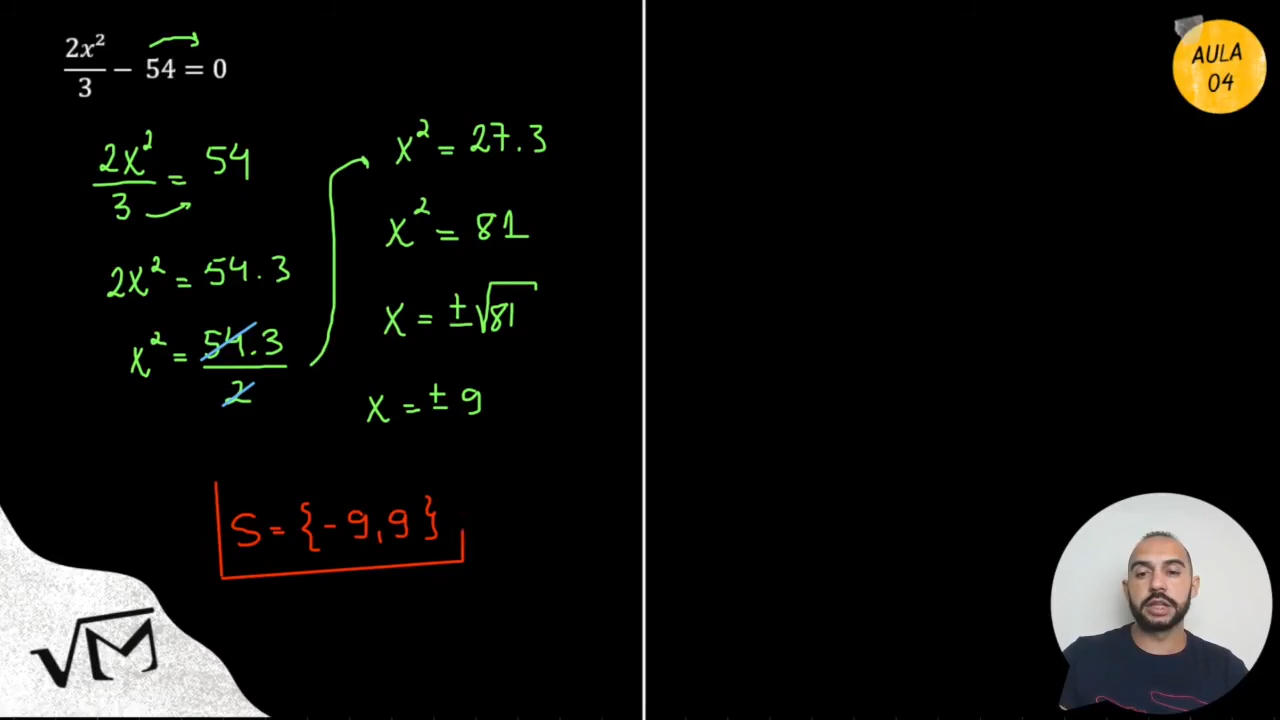 2x²/3 − 54 = 0
2x²/3 = 54
2x² = 54.3
x² = 54.3/2
x² = 27.3
x² = 81
x = ±√81
x = ± 9
S = {-9, 9}
AULA
04
√M